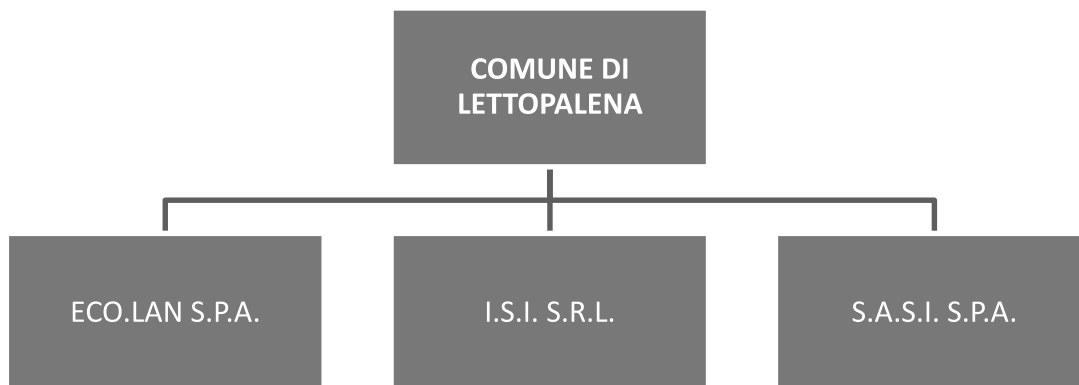 COMUNE DI
LETTOPALENA
ECO.LAN S.P.A.
I.S.I. S.R.L.
S.A.S.I. S.P.A.